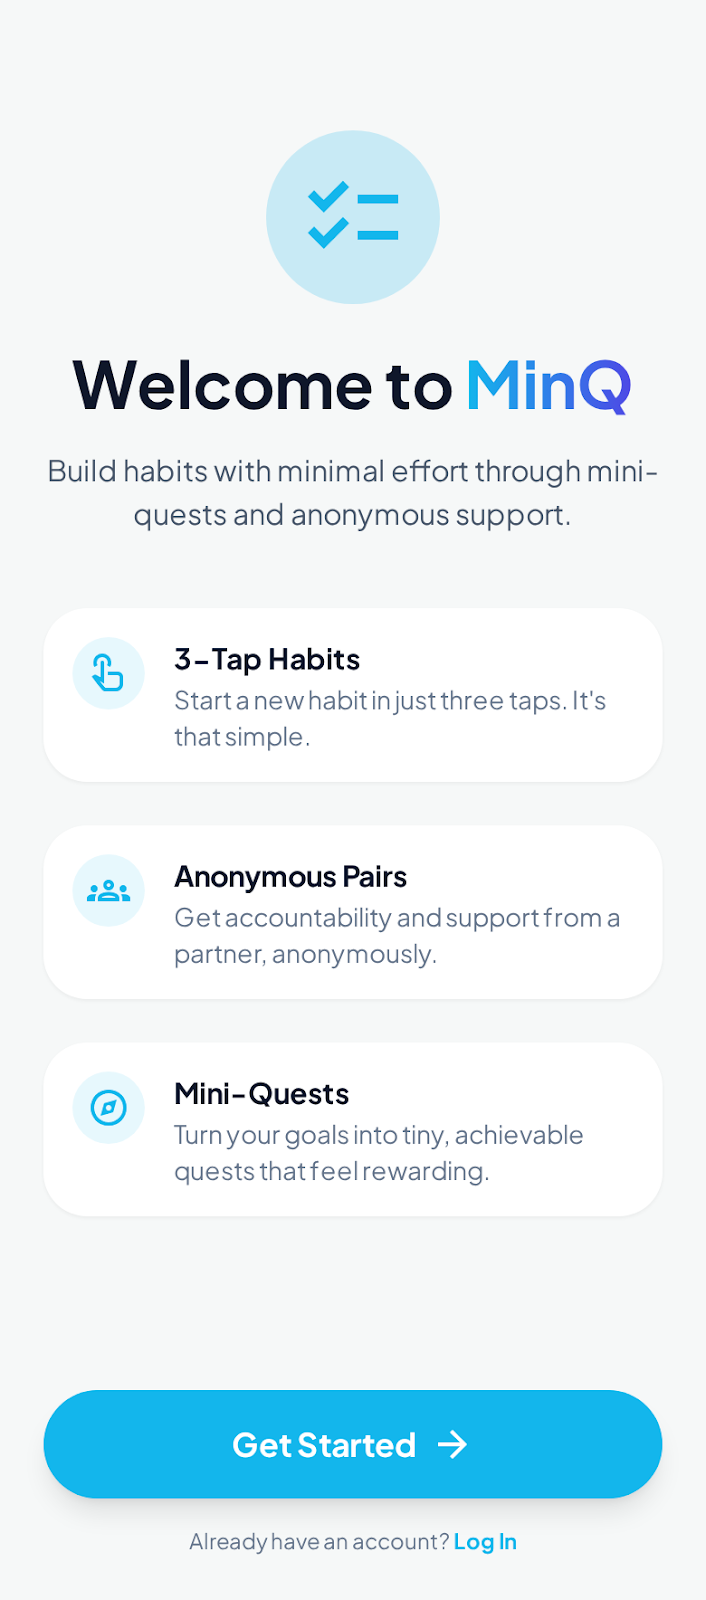 Welcome to MinQ
Build habits with minimal effort through mini-
quests and anonymous support.
3-Tap Habits
Start a new habit in just three taps. It's
that simple.
Anonymous Pairs
Get accountability and support from a
partner, anonymously.
Mini-Quests
Turn your goals into tiny, achievable
quests that feel rewarding.
Get Started →
Already have an account? Log In